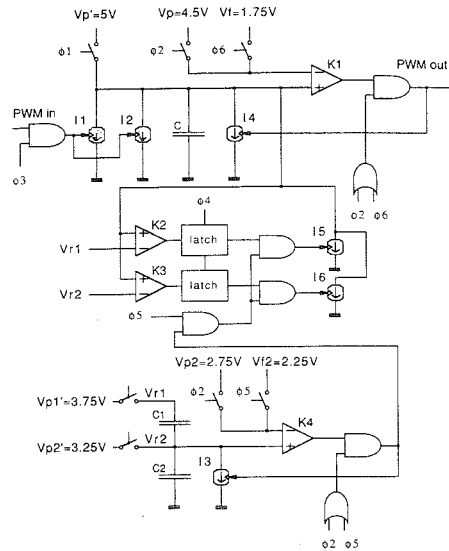 Vp'=5V Vp=4.5V Vf=1.75V
ϕ1 ϕ2 ϕ6 K1 PWM out
PWM in I1 I2 C I4
ϕ3
ϕ2 ϕ6
ϕ4
K2 latch I5
Vr1
K3 latch I6
Vr2
ϕ5
Vp2=2.75V Vf2=2.25V
Vp1'=3.75V Vr1 ϕ2 ϕ5
C1 K4
Vp2'=3.25V Vr2
C2 I3
ϕ2 ϕ5